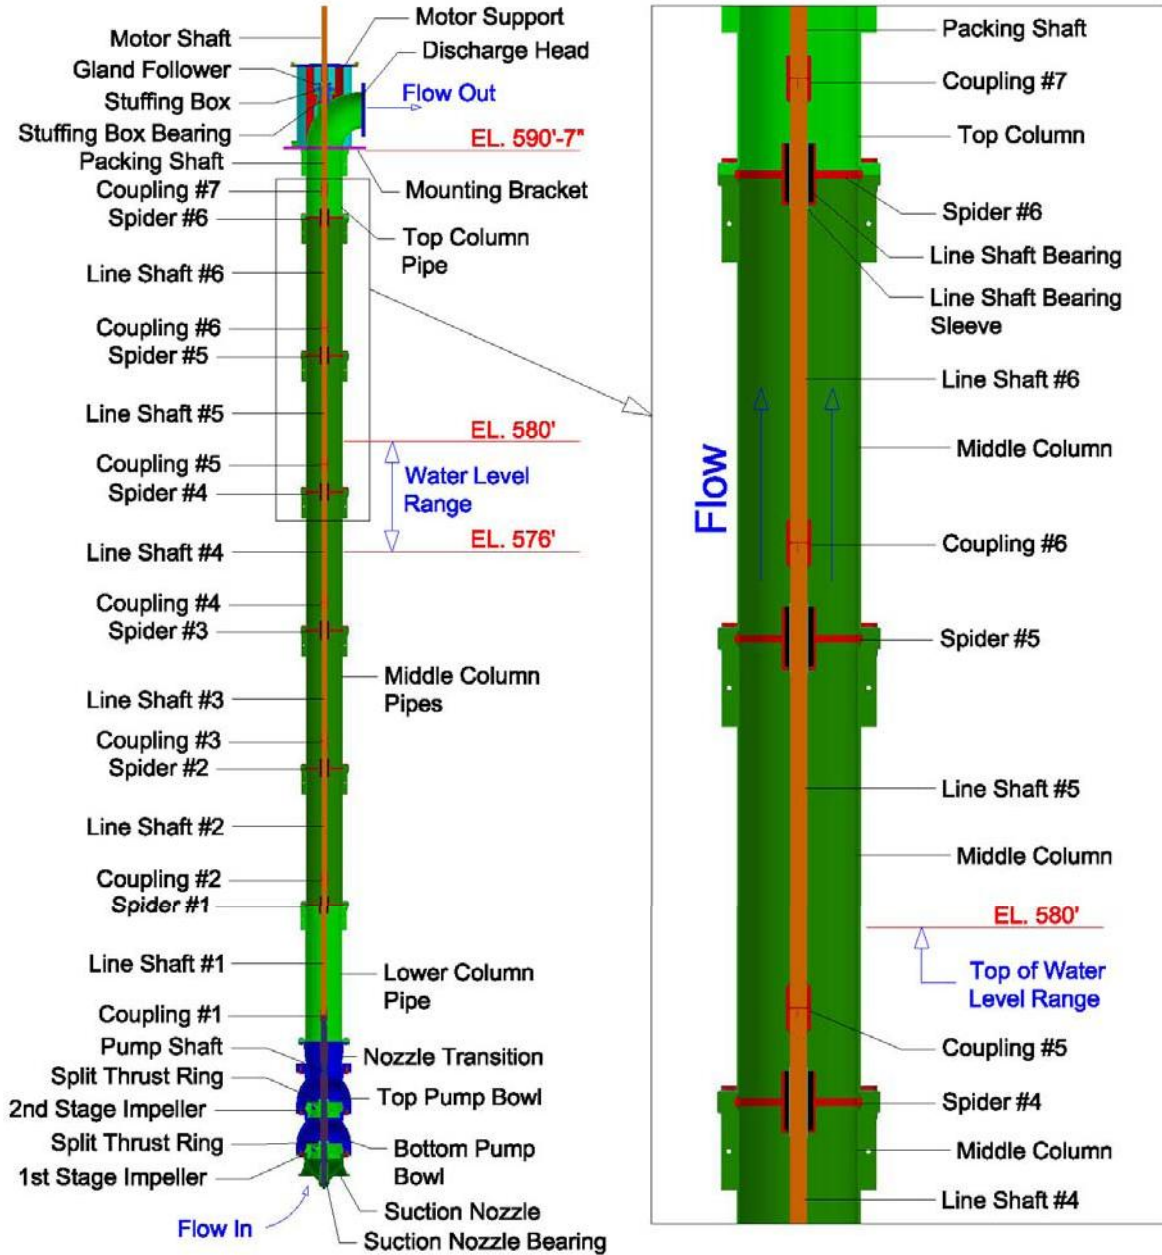 Motor Shaft
Gland Follower
Stuffing Box
Stuffing Box Bearing
Packing Shaft
Coupling #7
Spider #6
Line Shaft #6
Coupling #6
Spider #5
Line Shaft #5
Coupling #5
Spider #4
Line Shaft #4
Coupling #4
Spider #3
Line Shaft #3
Coupling #3
Spider #2
Line Shaft #2
Coupling #2
Spider #1
Line Shaft #1
Coupling #1
Pump Shaft
Split Thrust Ring
2nd Stage Impeller
Split Thrust Ring
1st Stage Impeller
Flow In
Motor Support
Discharge Head
Flow Out
EL. 590'-7"
Mounting Bracket
Top Column
Pipe
EL. 580'
Water Level
Range
EL. 576'
Middle Column
Pipes
Lower Column
Pipe
Nozzle Transition
Top Pump Bowl
Bottom Pump
Bowl
Suction Nozzle
Suction Nozzle Bearing
Flow
Packing Shaft
Coupling #7
Top Column
Spider #6
Line Shaft Bearing
Line Shaft Bearing
Sleeve
Line Shaft #6
Middle Column
Coupling #6
Spider #5
Line Shaft #5
Middle Column
EL. 580'
Top of Water
Level Range
Coupling #5
Spider #4
Middle Column
Line Shaft #4